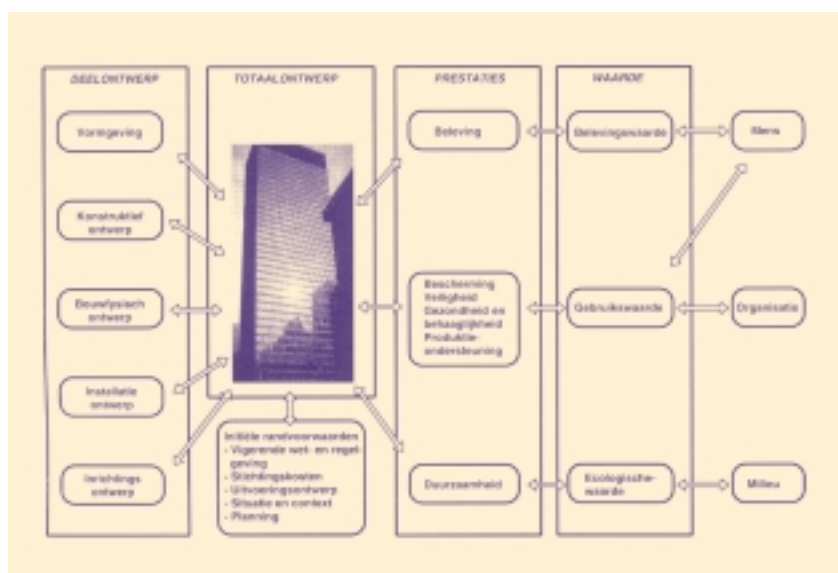 DEELONTWERP
Vormgeving
Konstruktief
ontwerp
Bouwfysisch
ontwerp
Installatie
ontwerp
Inrichtings
ontwerp
TOTAALONTWERP
Initiële randvoorwaarden
- Vigerende wet- en regel-
geving
- Stichtingskosten
- Uitvoeringsontwerp
- Situatie en context
- Planning
PRESTATIES
Beleving
Bescherming
Veiligheid
Gezondheid en
behaaglijkheid
Produktie-
ondersteuning
Duurzaamheid
WAARDE
Belevingswaarde
Gebruikswaarde
Ecologische-
waarde
Mens
Organisatie
Milieu